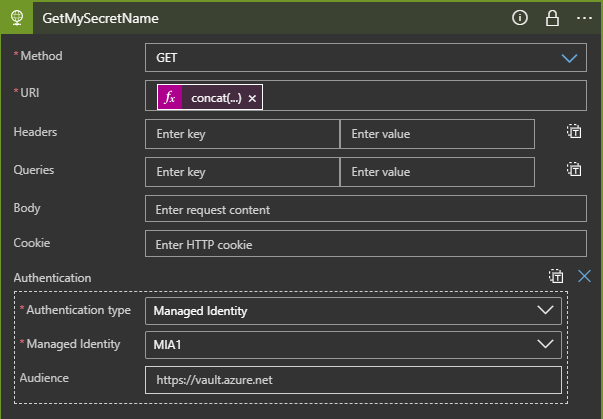 GetMySecretName
* Method GET
* URI fx concat(...) ×
Headers Enter key Enter value
Queries Enter key Enter value
Body Enter request content
Cookie Enter HTTP cookie
Authentication
* Authentication type Managed Identity
* Managed Identity MIA1
Audience https://vault.azure.net